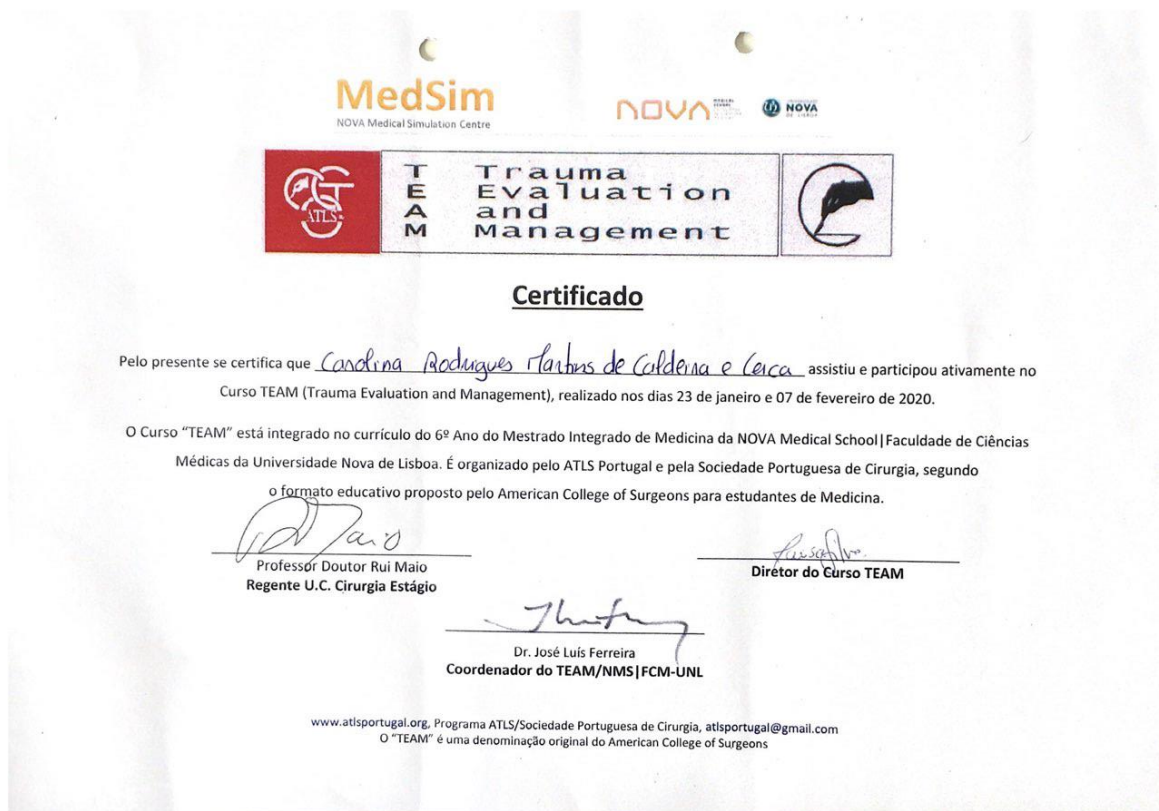 MedSim
NOVA Medical Simulation Centre
NOVA
NOVA
ATLS
TEAM
Trauma
Evaluation
and
Management
Certificado
Pelo presente se certifica que Carolina Rodrigues Martins de Caldeira e Cerca assistiu e participou ativamente no
Curso TEAM (Trauma Evaluation and Management), realizado nos dias 23 de janeiro e 07 de fevereiro de 2020.
O Curso "TEAM" está integrado no currículo do 6º Ano do Mestrado Integrado de Medicina da NOVA Medical School|Faculdade de Ciências
Médicas da Universidade Nova de Lisboa. É organizado pelo ATLS Portugal e pela Sociedade Portuguesa de Cirurgia, segundo
o formato educativo proposto pelo American College of Surgeons para estudantes de Medicina.
Professor Doutor Rui Maio
Regente U.C. Cirurgia Estágio
Diretor do Curso TEAM
Dr. José Luís Ferreira
Coordenador do TEAM/NMS|FCM-UNL
www.atlsportugal.org, Programa ATLS/Sociedade Portuguesa de Cirurgia, atlsportugal@gmail.com
O "TEAM" é uma denominação original do American College of Surgeons